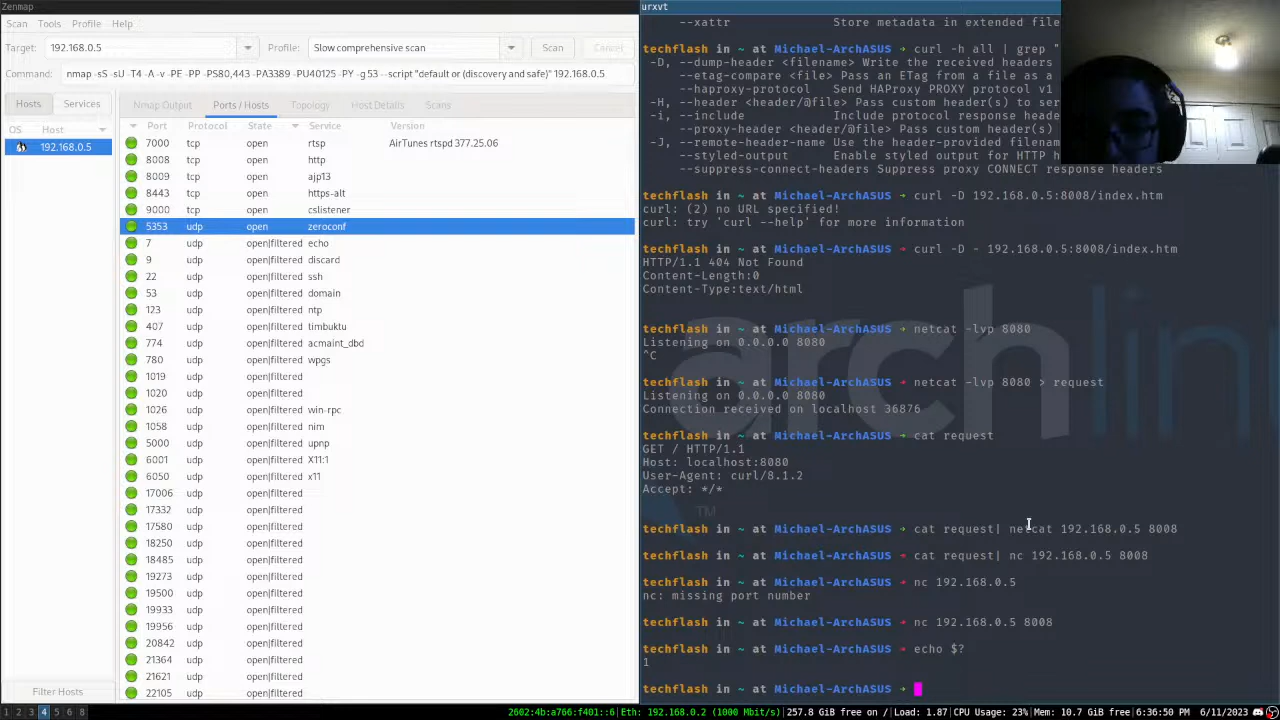 Zenmap
Scan Tools Profile Help
Target: 192.168.0.5 Profile: Slow comprehensive scan Scan Cancel
Command: nmap -sS -sU -T4 -A -v -PE -PP -PS80,443 -PA3389 -PU40125 -PY -g 53 --script "default or (discovery and safe)" 192.168.0.5
Hosts Services
OS Host
192.168.0.5
Filter Hosts
Nmap Output Ports / Hosts Topology Host Details Scans
Port Protocol State Service Version
7000 tcp open rtsp AirTunes rtspd 377.25.06
8008 tcp open http
8009 tcp open ajp13
8443 tcp open https-alt
9000 tcp open cslistener
5353 udp open zeroconf
7 udp open|filtered echo
9 udp open|filtered discard
22 udp open|filtered ssh
53 udp open|filtered domain
123 udp open|filtered ntp
407 udp open|filtered timbuktu
774 udp open|filtered acmaint_dbd
780 udp open|filtered wpgs
1019 udp open|filtered
1020 udp open|filtered
1026 udp open|filtered win-rpc
1058 udp open|filtered nim
5000 udp open|filtered upnp
6001 udp open|filtered X11:1
6050 udp open|filtered x11
17006 udp open|filtered
17332 udp open|filtered
17580 udp open|filtered
18250 udp open|filtered
18485 udp open|filtered
19273 udp open|filtered
19500 udp open|filtered
19933 udp open|filtered
19956 udp open|filtered
20842 udp open|filtered
21364 udp open|filtered
21621 udp open|filtered
22105 udp open|filtered
urxvt
--xattr Store metadata in extended file
techflash in ~ at Michael-ArchASUS → curl -h all | grep "
-D, --dump-header <filename> Write the received headers
--etag-compare <file> Pass an ETag from a file as a
--haproxy-protocol Send HAProxy PROXY protocol v1
-H, --header <header/@file> Pass custom header(s) to ser
-i, --include Include protocol response heade
--proxy-header <header/@file> Pass custom header(s) to
-J, --remote-header-name Use the header-provided filenam
--styled-output Enable styled output for HTTP h
--suppress-connect-headers Suppress proxy CONNECT response headers
techflash in ~ at Michael-ArchASUS → curl -D 192.168.0.5:8008/index.htm
curl: (2) no URL specified!
curl: try 'curl --help' for more information
techflash in ~ at Michael-ArchASUS → curl -D - 192.168.0.5:8008/index.htm
HTTP/1.1 404 Not Found
Content-Length:0
Content-Type:text/html
techflash in ~ at Michael-ArchASUS → netcat -lvp 8080
Listening on 0.0.0.0 8080
^C
techflash in ~ at Michael-ArchASUS → netcat -lvp 8080 > request
Listening on 0.0.0.0 8080
Connection received on localhost 36876
techflash in ~ at Michael-ArchASUS → cat request
GET / HTTP/1.1
Host: localhost:8080
User-Agent: curl/8.1.2
Accept: */*
techflash in ~ at Michael-ArchASUS → cat request| netcat 192.168.0.5 8008
techflash in ~ at Michael-ArchASUS → cat request| nc 192.168.0.5 8008
techflash in ~ at Michael-ArchASUS → nc 192.168.0.5
nc: missing port number
techflash in ~ at Michael-ArchASUS → nc 192.168.0.5 8008
techflash in ~ at Michael-ArchASUS → echo $?
1
techflash in ~ at Michael-ArchASUS →
arch lin
TM
1 2 3 4 5 6 8
2602:4b:a766:f401::6 |Eth: 192.168.0.2 (1000 Mbit/s)|257.8 GiB free on /|Load: 1.87|CPU Usage: 23%|Mem: 10.7 GiB free| 6/11/2023 6:36:50 PM